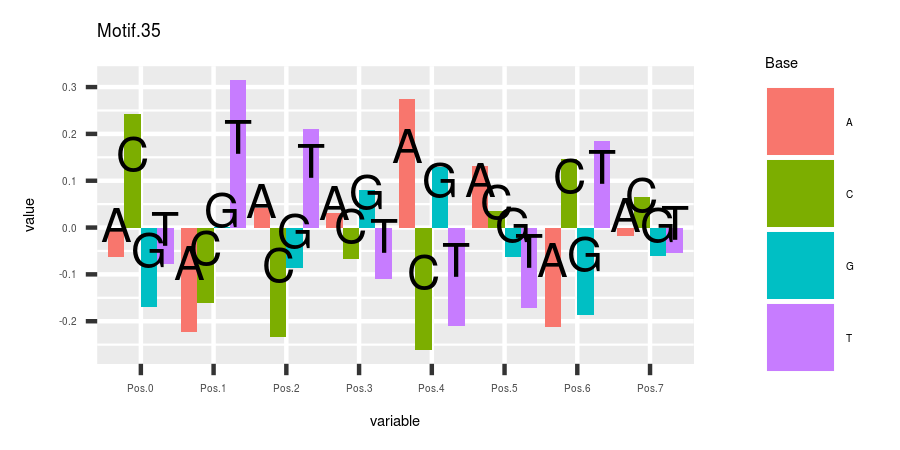 Motif.35
Base
A
C
G
T
value
0.3
0.2
0.1
0.0
-0.1
-0.2
A C G T
A C G T
A C G T
A C G T
A C G T
A C G T
A C G T
A C G T
Pos.0 Pos.1 Pos.2 Pos.3 Pos.4 Pos.5 Pos.6 Pos.7
variable